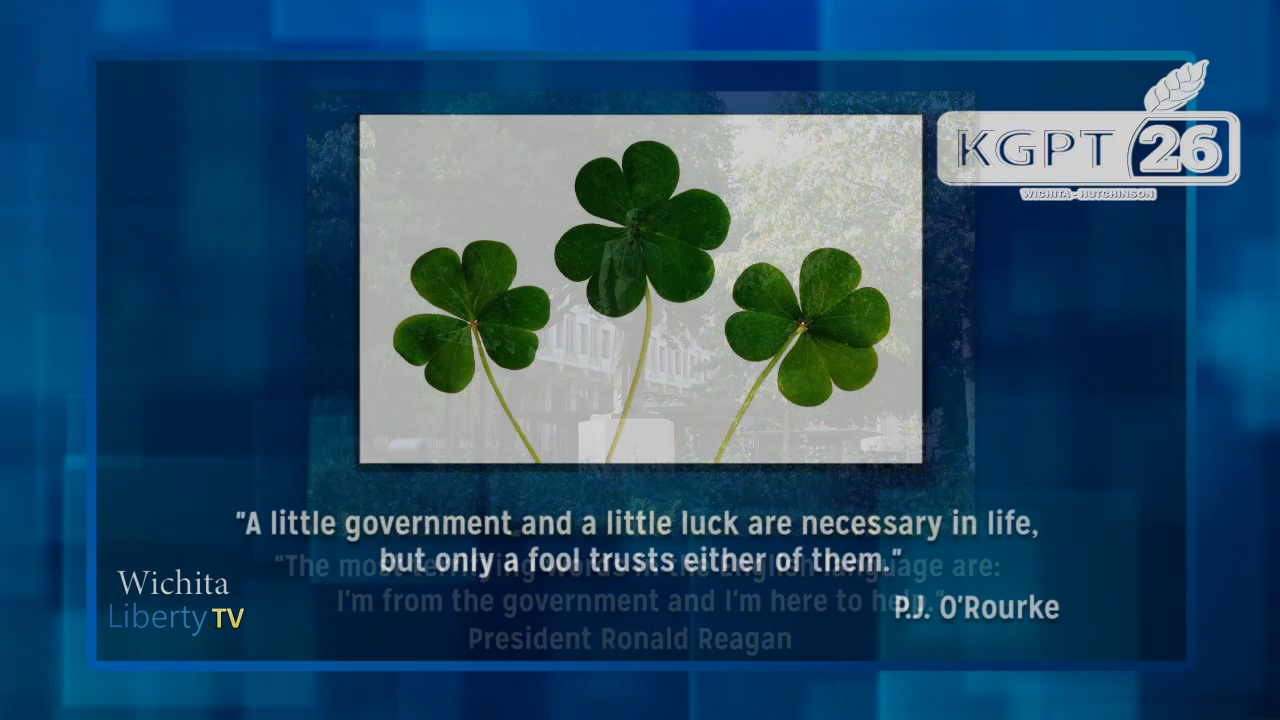 KGPT 26
WICHITA - HUTCHINSON
"A little government and a little luck are necessary in life,
but only a fool trusts either of them."
P.J. O'Rourke
"The most terrifying words in the English language are:
I'm from the government and I'm here to help."
President Ronald Reagan
Wichita
Liberty TV